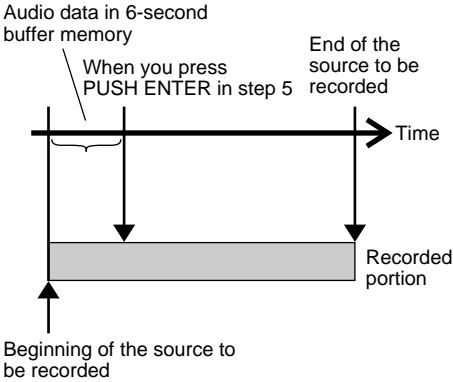 Audio data in 6-second
buffer memory
When you press
PUSH ENTER in step 5
End of the
source to be
recorded
Time
Recorded
portion
Beginning of the source to
be recorded